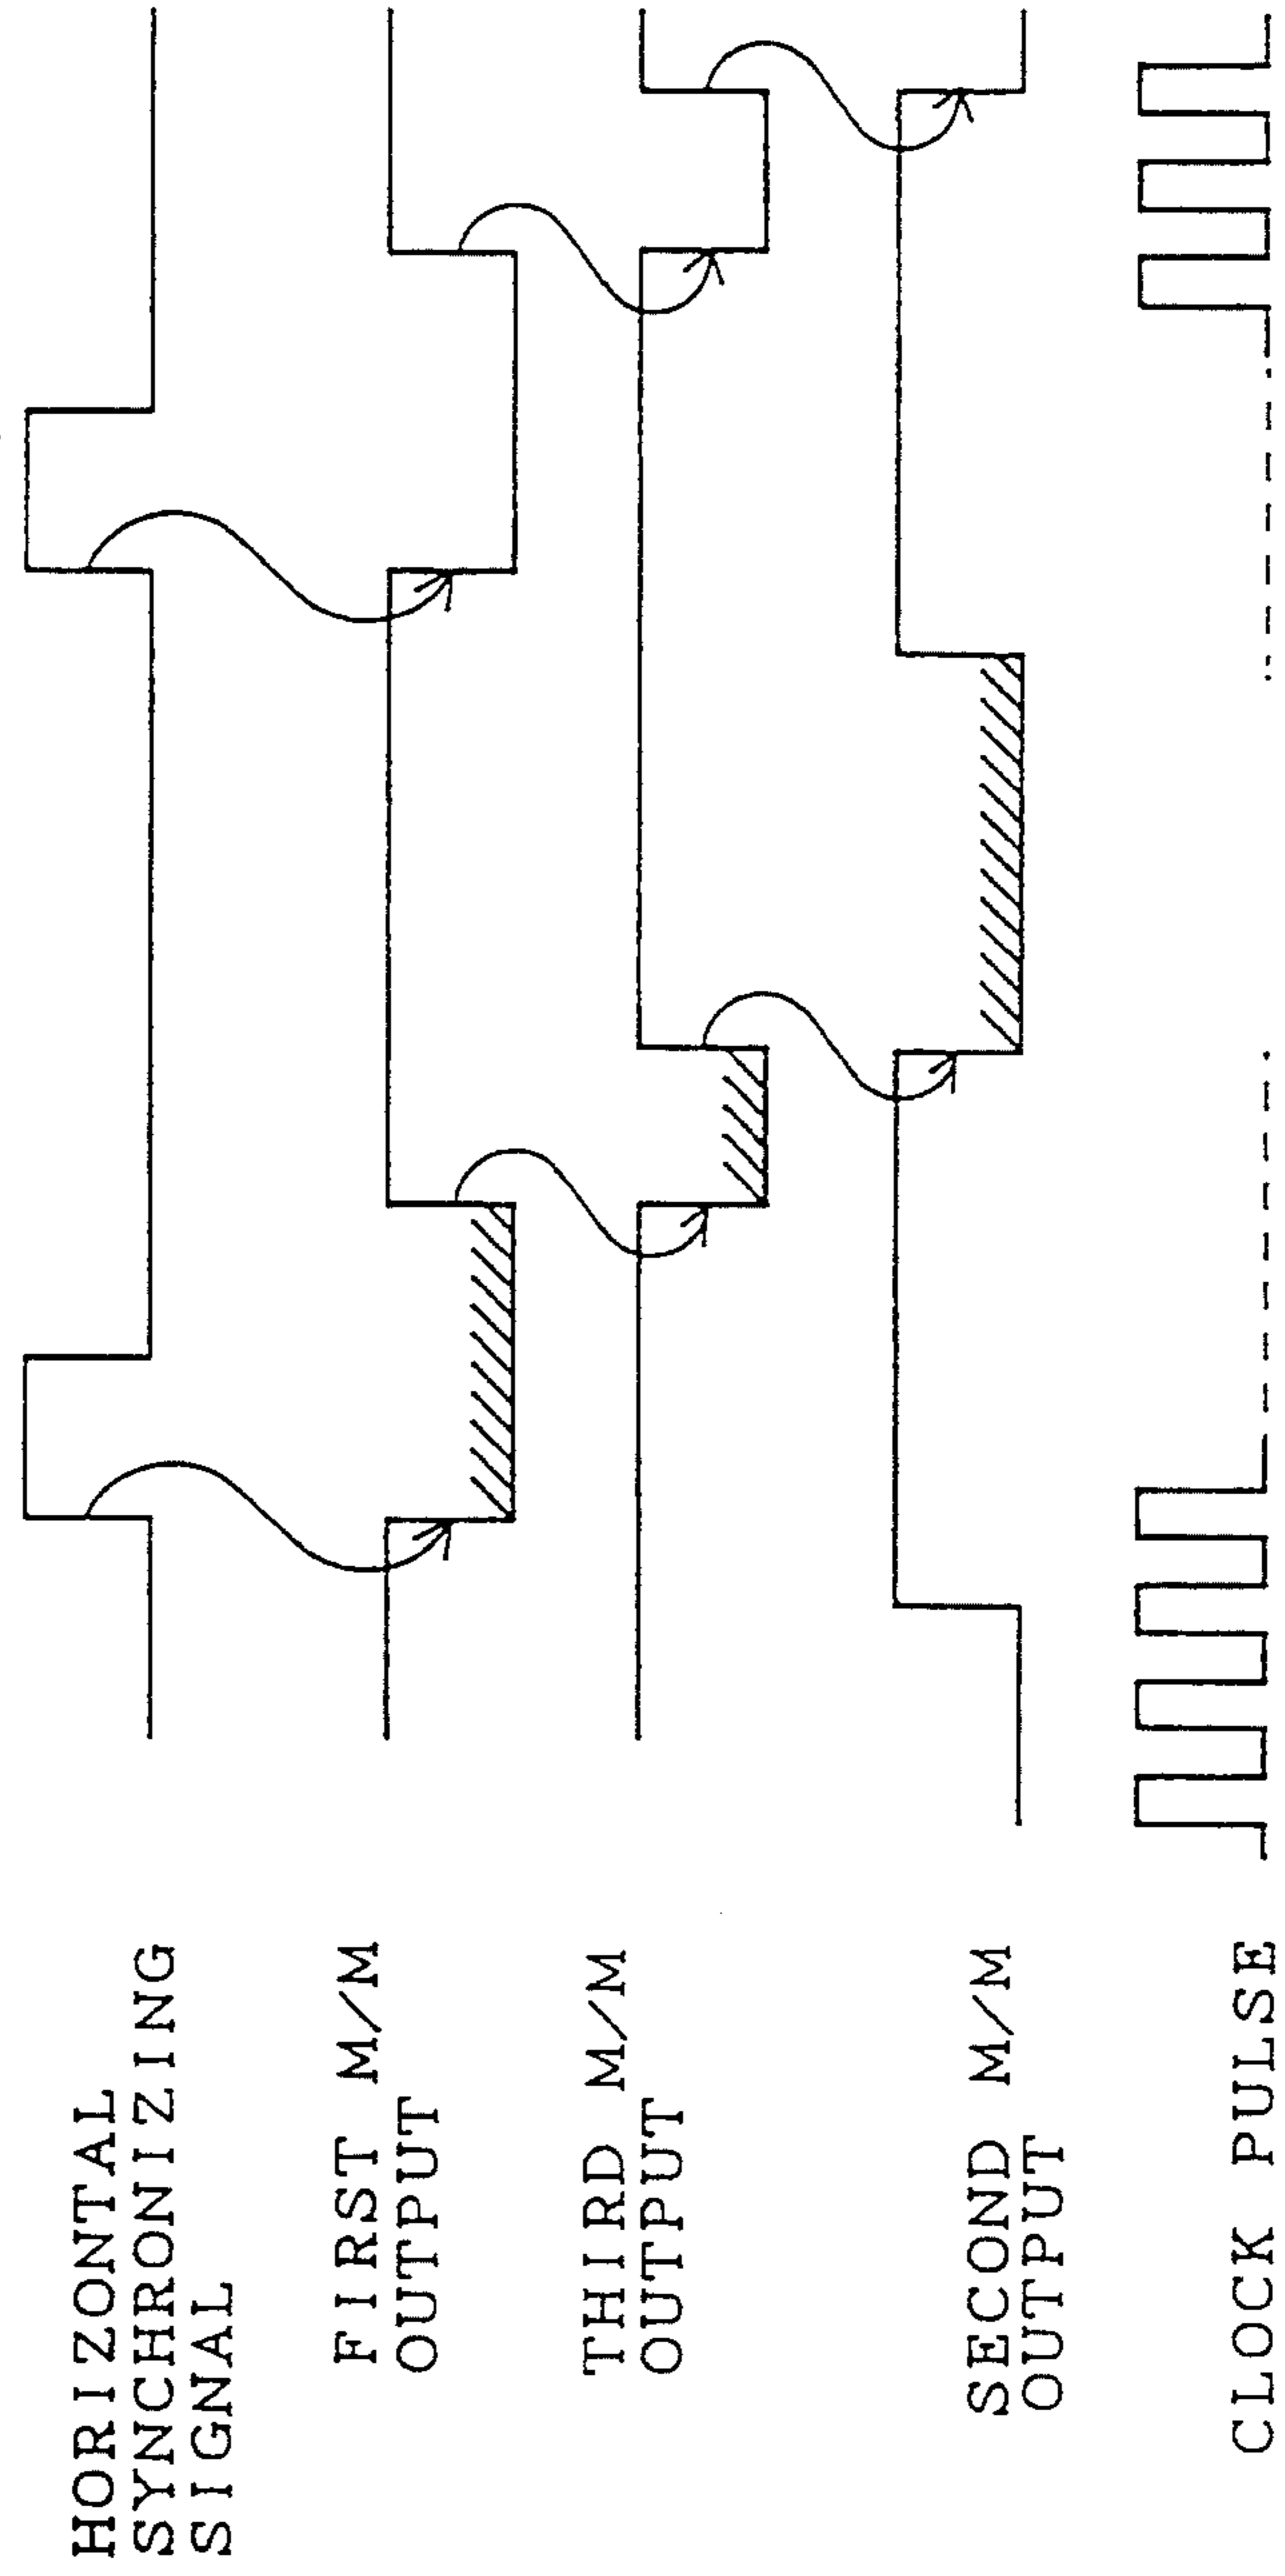 HORIZONTAL
SYNCHRONIZING
SIGNAL
FIRST M/M
OUTPUT
THIRD M/M
OUTPUT
SECOND M/M
OUTPUT
CLOCK PULSE